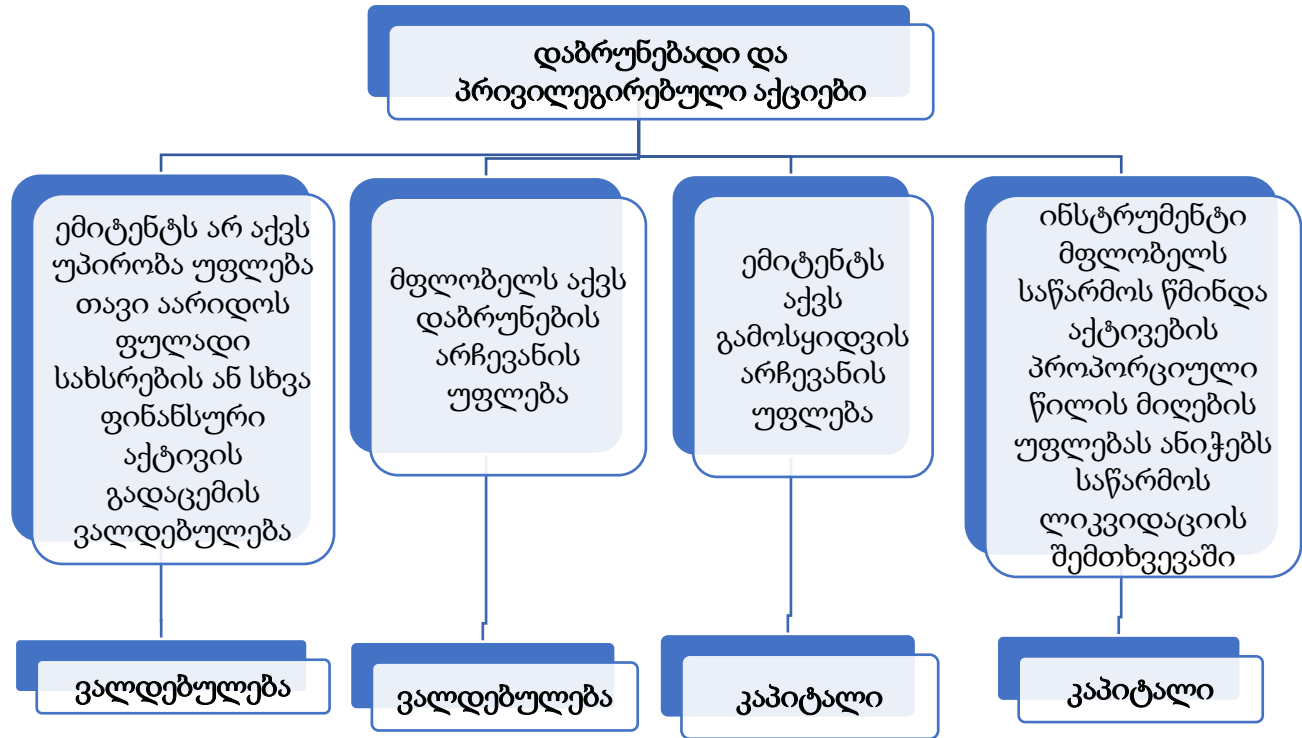 დაბრუნებადი და
პრივილეგირებული აქციები
ემიტენტს არ აქვს
უპირობა უფლება
თავი აარიდოს
ფულადი
სახსრების ან სხვა
ფინანსური
აქტივის
გადაცემის
ვალდებულება
მფლობელს აქვს
დაბრუნების
არჩევანის
უფლება
ემიტენტს
აქვს
გამოსყიდვის
არჩევანის
უფლება
ინსტრუმენტი
მფლობელს
საწარმოს წმინდა
აქტივების
პროპორციული
წილის მიღების
უფლებას ანიჭებს
საწარმოს
ლიკვიდაციის
შემთხვევაში
ვალდებულება
ვალდებულება
კაპიტალი
კაპიტალი